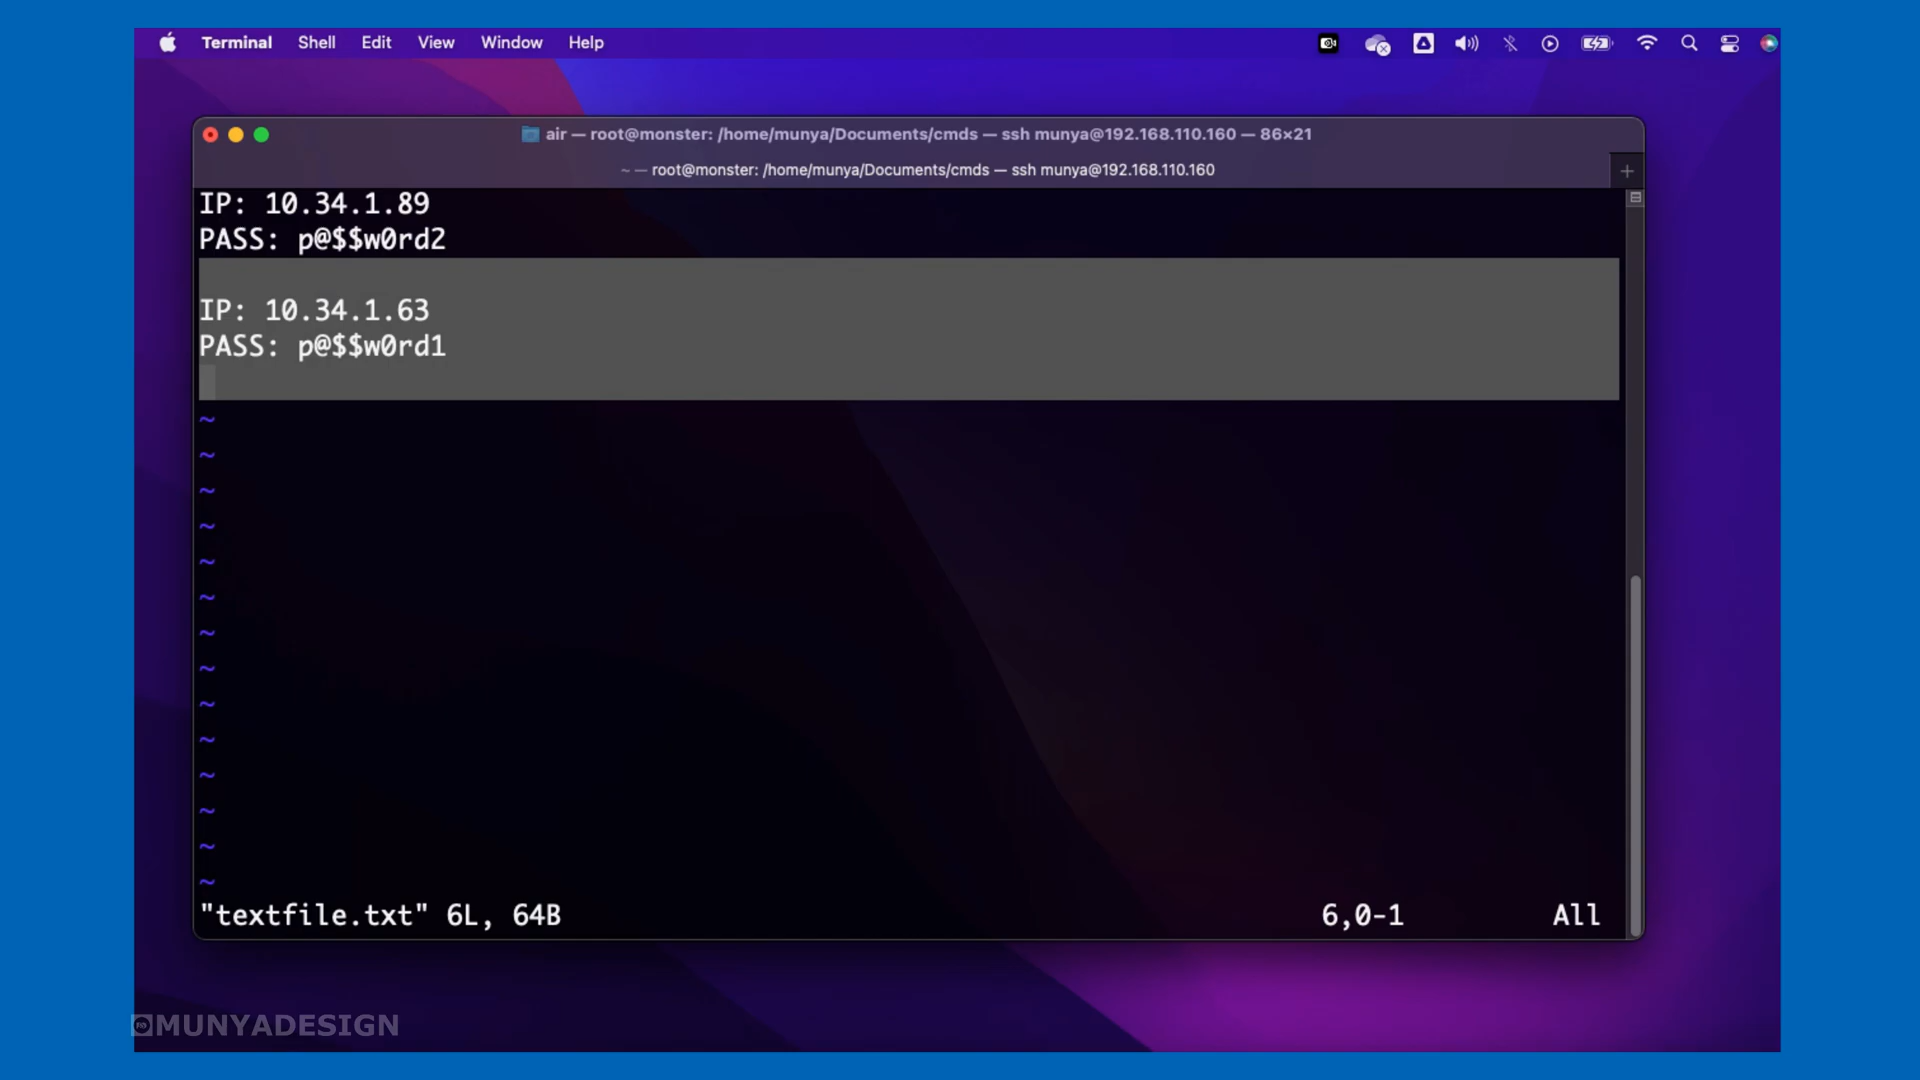 Terminal Shell Edit View Window Help
air — root@monster: /home/munya/Documents/cmds — ssh munya@192.168.110.160 — 86×21
~ — root@monster: /home/munya/Documents/cmds — ssh munya@192.168.110.160 +
IP: 10.34.1.89
PASS: p@$$w0rd2
IP: 10.34.1.63
PASS: p@$$w0rd1
~
~
~
~
~
~
~
~
~
~
~
~
~
~
"textfile.txt" 6L, 64B 6,0-1 All
MUNYADESIGN